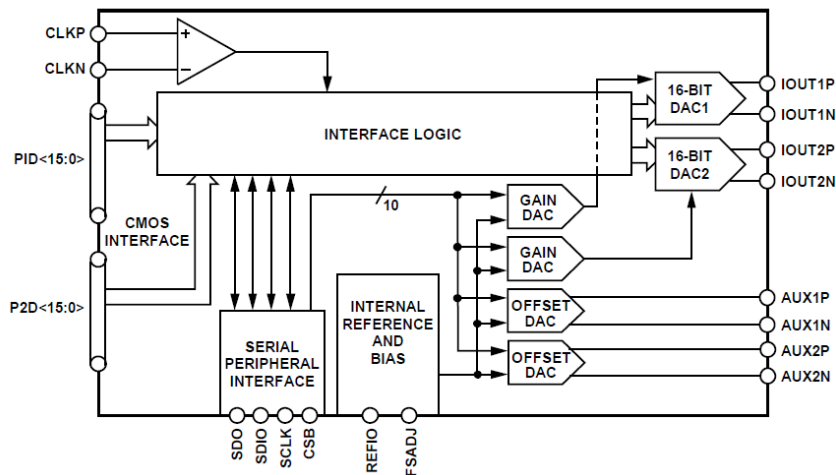 CLKP
CLKN
PID<15:0>
CMOS
INTERFACE
P2D<15:0>
INTERFACE LOGIC
10
SERIAL
PERIPHERAL
INTERFACE
SDO
SDIO
SCLK
CSB
INTERNAL
REFERENCE
AND
BIAS
REFIO
FSADJ
GAIN
DAC
GAIN
DAC
OFFSET
DAC
OFFSET
DAC
16-BIT
DAC1
16-BIT
DAC2
IOUT1P
IOUT1N
IOUT2P
IOUT2N
AUX1P
AUX1N
AUX2P
AUX2N